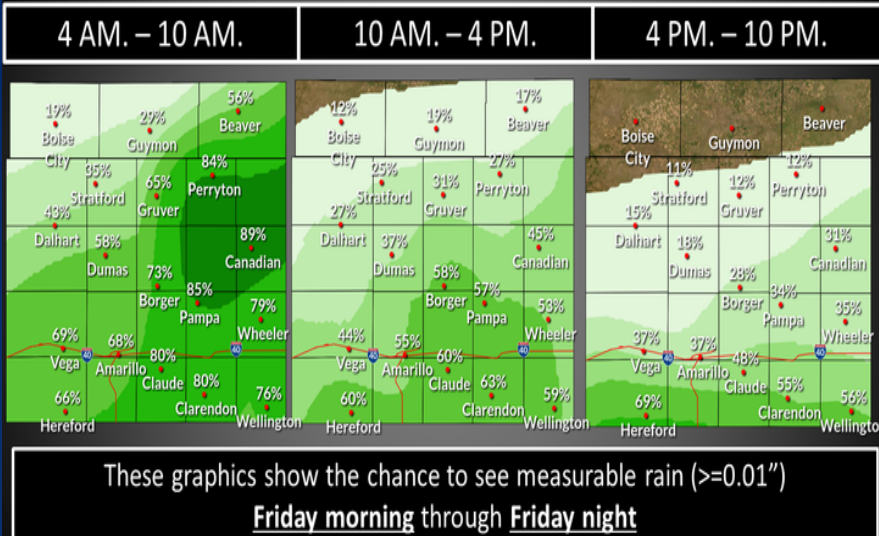 4 AM. – 10 AM.
10 AM. – 4 PM.
4 PM. – 10 PM.
19%
Boise
City
29%
Guymon
56%
Beaver
35%
Stratford
65%
Gruver
84%
Perryton
43%
Dalhart
58%
Dumas
89%
Canadian
73%
Borger
85%
Pampa
79%
Wheeler
69%
Vega
40
68%
Amarillo
80%
Claude
40
80%
Clarendon
76%
Wellington
66%
Hereford
12%
Boise
City
19%
Guymon
17%
Beaver
25%
Stratford
31%
Gruver
27%
Perryton
27%
Dalhart
37%
Dumas
45%
Canadian
58%
Borger
57%
Pampa
53%
Wheeler
44%
Vega
40
55%
Amarillo
60%
Claude
40
63%
Clarendon
59%
Wellington
60%
Hereford
Boise
City
Guymon
Beaver
11%
Stratford
12%
Gruver
12%
Perryton
15%
Dalhart
18%
Dumas
31%
Canadian
28%
Borger
34%
Pampa
35%
Wheeler
37%
Vega
40
37%
Amarillo
48%
Claude
40
55%
Clarendon
56%
Wellingto
69%
Hereford
These graphics show the chance to see measurable rain (>=0.01”)
Friday morning through Friday night